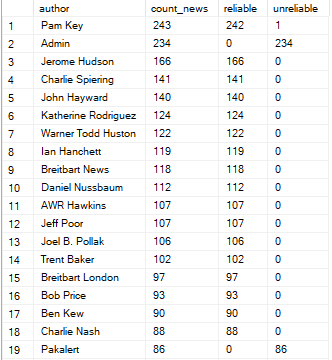 author count_news reliable unreliable
1 Pam Key 243 242 1
2 Admin 234 0 234
3 Jerome Hudson 166 166 0
4 Charlie Spiering 141 141 0
5 John Hayward 140 140 0
6 Katherine Rodriguez 124 124 0
7 Warner Todd Huston 122 122 0
8 Ian Hanchett 119 119 0
9 Breitbart News 118 118 0
10 Daniel Nussbaum 112 112 0
11 AWR Hawkins 107 107 0
12 Jeff Poor 107 107 0
13 Joel B. Pollak 106 106 0
14 Trent Baker 102 102 0
15 Breitbart London 97 97 0
16 Bob Price 93 93 0
17 Ben Kew 90 90 0
18 Charlie Nash 88 88 0
19 Pakalert 86 0 86